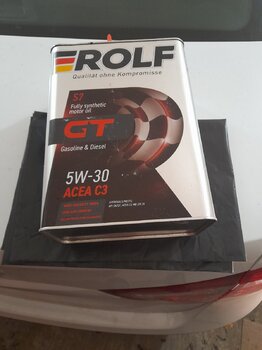 ROLF
Qualität ohne Kompromisse
S7
Fully synthetic
motor oil
GT
Gasoline & Diesel
5W-30
ACEA C3